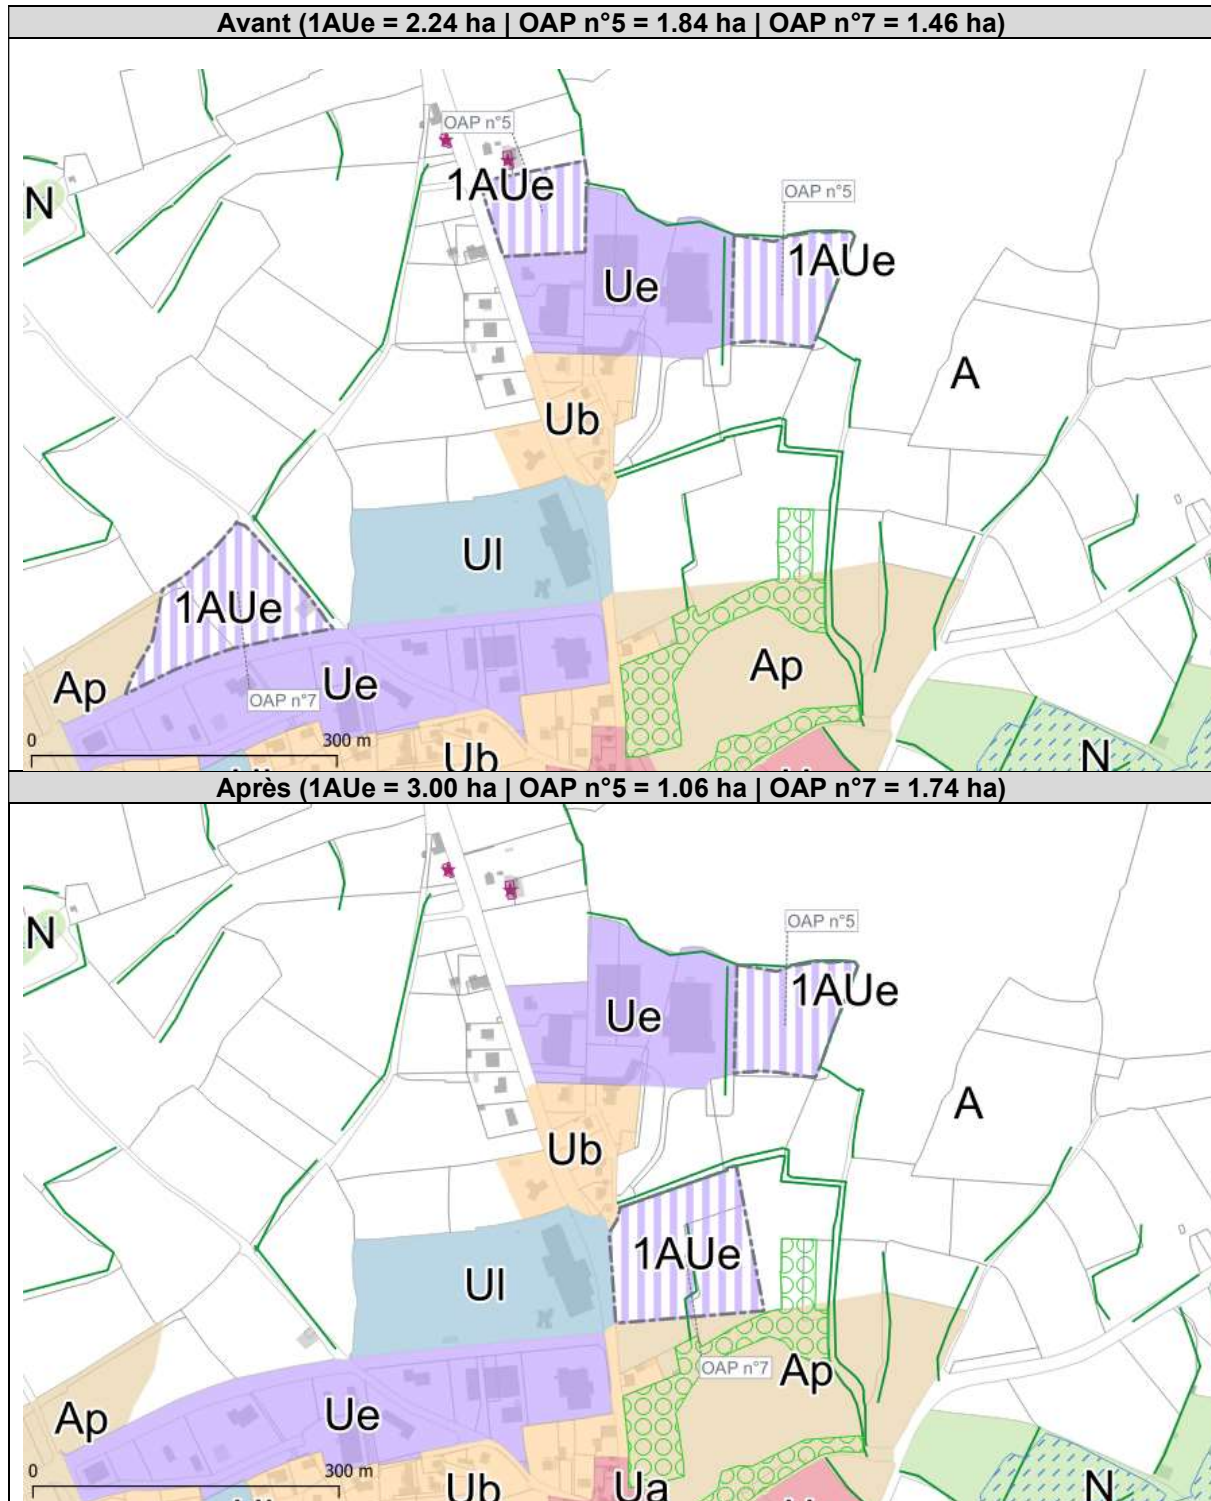 Avant (1AUe = 2.24 ha | OAP n°5 = 1.84 ha | OAP n°7 = 1.46 ha)
OAP n°5
1AUe
OAP n°5
N
1AUe
Ue
A
Ub
Ul
1AUe
Ap
Ap
OAP n°7
Ue
0
300 m
Ub
N
Après (1AUe = 3.00 ha | OAP n°5 = 1.06 ha | OAP n°7 = 1.74 ha)
OAP n°5
N
1AUe
Ue
A
Ub
1AUe
Ul
OAP n°7
Ap
Ap
Ue
0
300 m
Ub
Ua
N